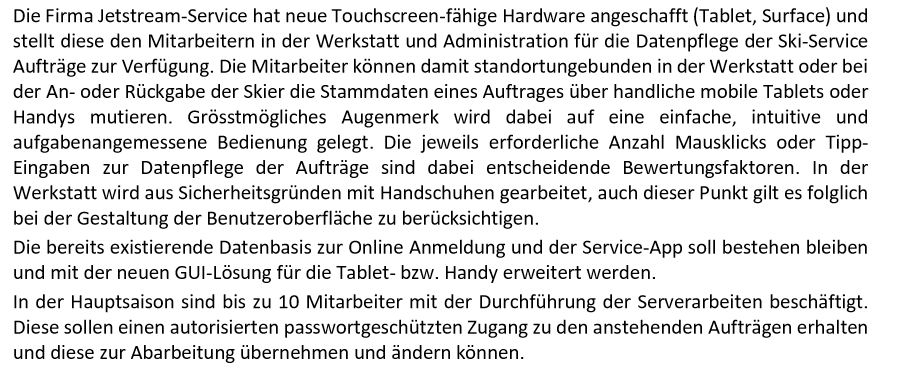 Die Firma Jetstream-Service hat neue Touchscreen-fähige Hardware angeschafft (Tablet, Surface) und
stellt diese den Mitarbeitern in der Werkstatt und Administration für die Datenpflege der Ski-Service
Aufträge zur Verfügung. Die Mitarbeiter können damit standortungebunden in der Werkstatt oder bei
der An- oder Rückgabe der Skier die Stammdaten eines Auftrages über handliche mobile Tablets oder
Handys mutieren. Grösstmögliches Augenmerk wird dabei auf eine einfache, intuitive und
aufgabenangemessene Bedienung gelegt. Die jeweils erforderliche Anzahl Mausklicks oder Tipp-
Eingaben zur Datenpflege der Aufträge sind dabei entscheidende Bewertungsfaktoren. In der
Werkstatt wird aus Sicherheitsgründen mit Handschuhen gearbeitet, auch dieser Punkt gilt es folglich
bei der Gestaltung der Benutzeroberfläche zu berücksichtigen.
Die bereits existierende Datenbasis zur Online Anmeldung und der Service-App soll bestehen bleiben
und mit der neuen GUI-Lösung für die Tablet- bzw. Handy erweitert werden.
In der Hauptsaison sind bis zu 10 Mitarbeiter mit der Durchführung der Serverarbeiten beschäftigt.
Diese sollen einen autorisierten passwortgeschützten Zugang zu den anstehenden Aufträgen erhalten
und diese zur Abarbeitung übernehmen und ändern können.